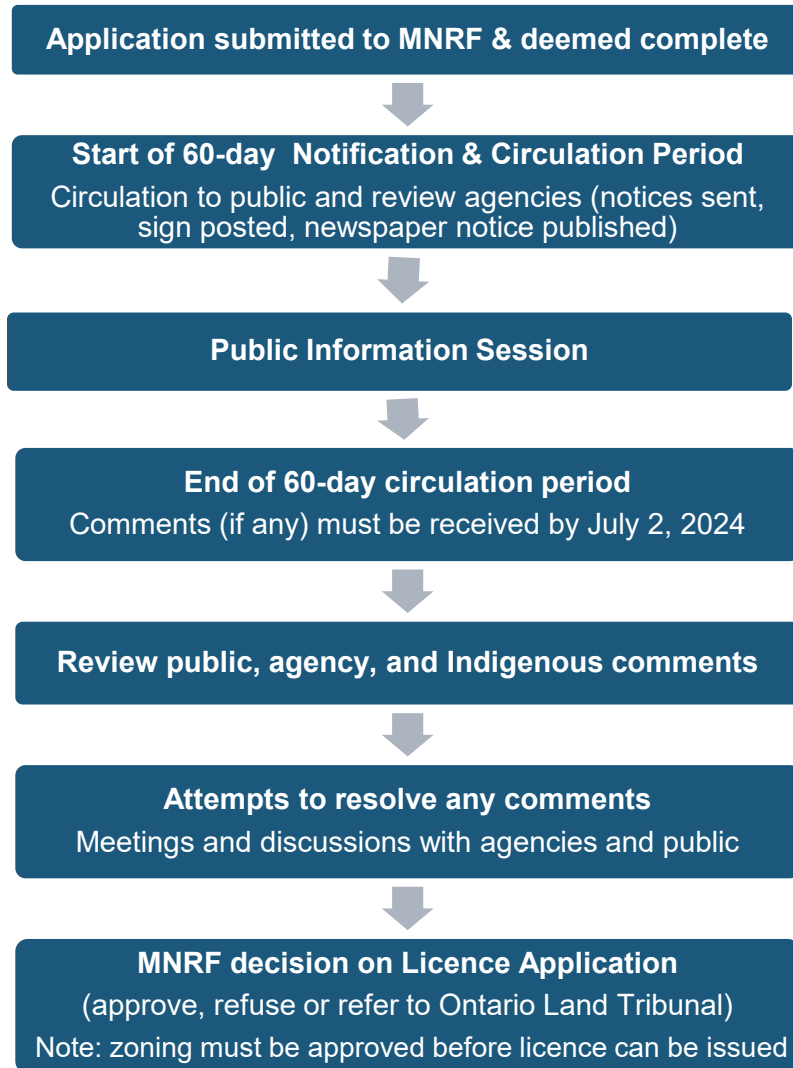 Application submitted to MNRF & deemed complete
Start of 60-day Notification & Circulation Period
Circulation to public and review agencies (notices sent,
sign posted, newspaper notice published)
Public Information Session
End of 60-day circulation period
Comments (if any) must be received by July 2, 2024
Review public, agency, and Indigenous comments
Attempts to resolve any comments
Meetings and discussions with agencies and public
MNRF decision on Licence Application
(approve, refuse or refer to Ontario Land Tribunal)
Note: zoning must be approved before licence can be issued